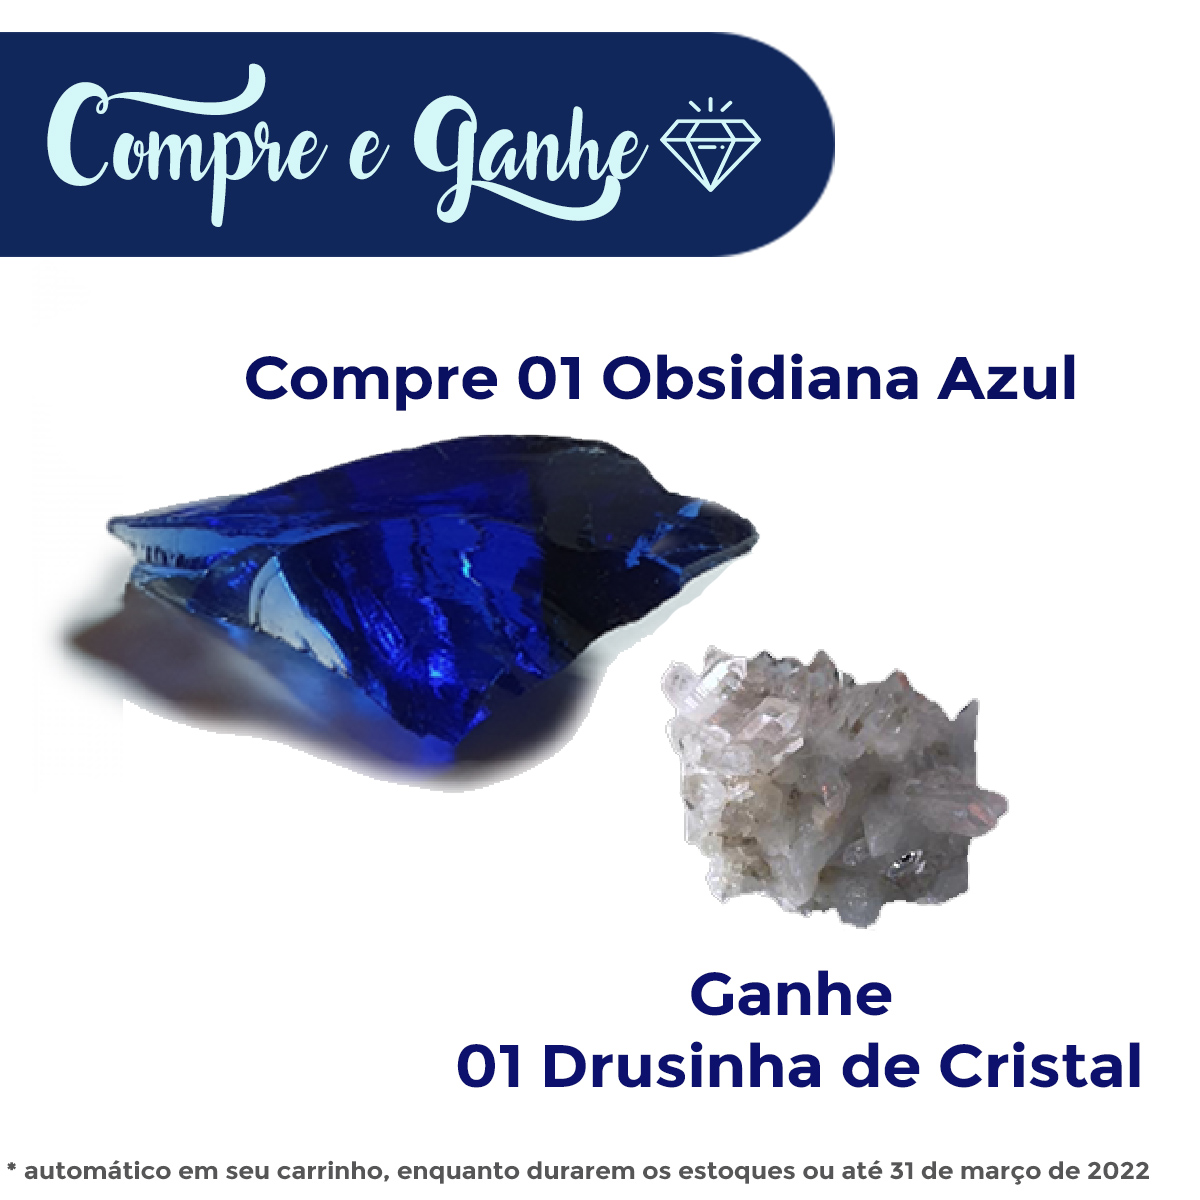 Compre e Ganhe
Compre 01 Obsidiana Azul
Ganhe
01 Drusinha de Cristal
* automático em seu carrinho, enquanto durarem os estoques ou até 31 de março de 2022